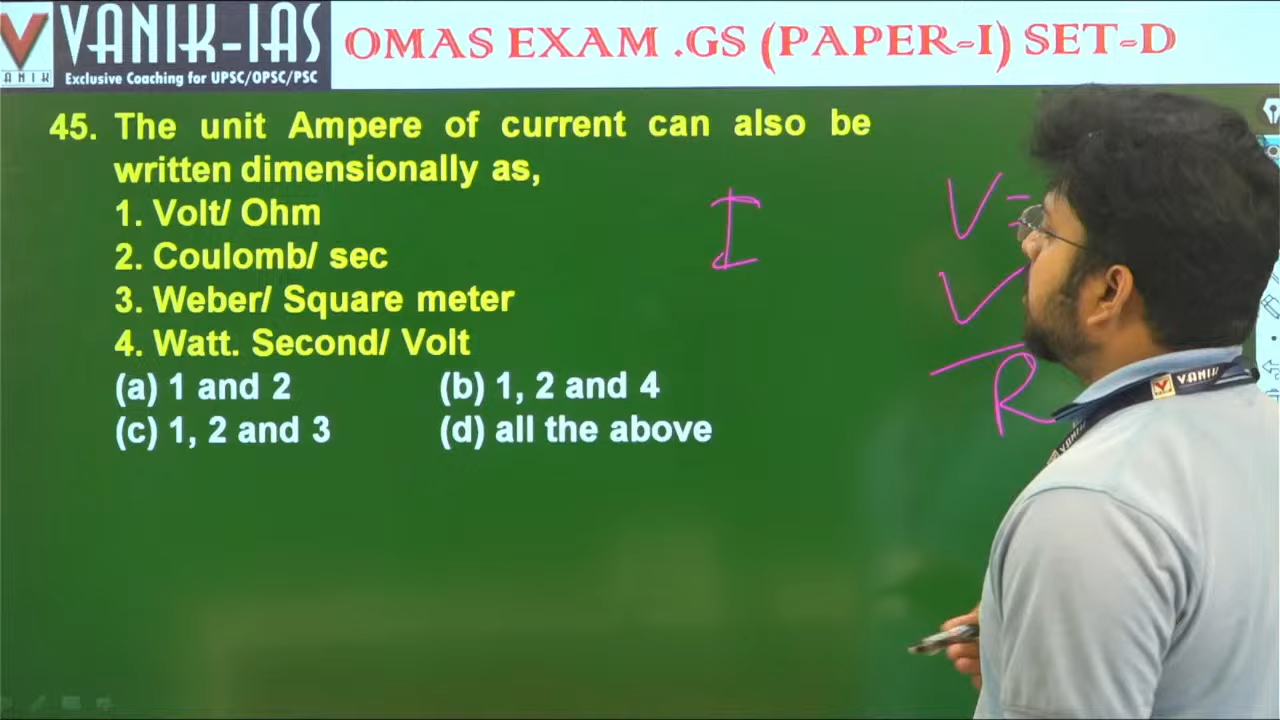 VANIK-IAS
VANIK
Exclusive Coaching for UPSC/OPSC/PSC
OMAS EXAM .GS (PAPER-I) SET-D
45. The unit Ampere of current can also be
written dimensionally as,
1. Volt/ Ohm
2. Coulomb/ sec
3. Weber/ Square meter
4. Watt. Second/ Volt
(a) 1 and 2 (b) 1, 2 and 4
(c) 1, 2 and 3 (d) all the above
I
V=
V
R
VANIK